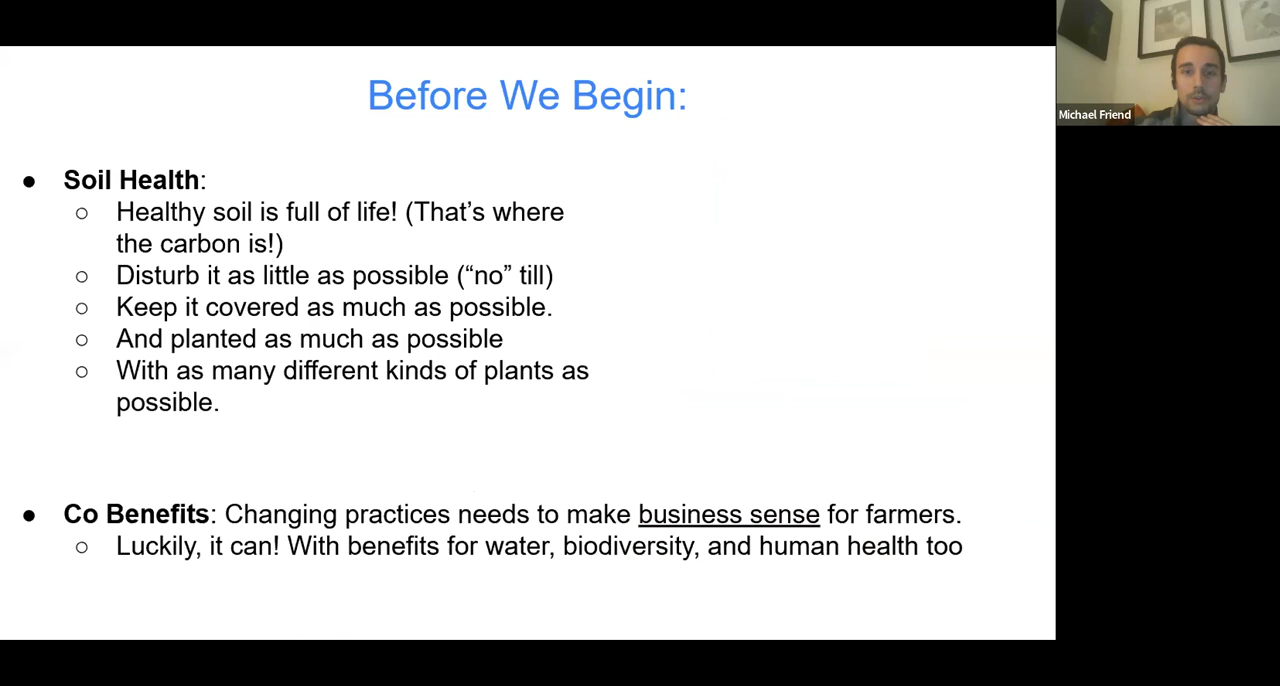 Before We Begin:
Michael Friend
● Soil Health:
○ Healthy soil is full of life! (That’s where
the carbon is!)
○ Disturb it as little as possible (“no” till)
○ Keep it covered as much as possible.
○ And planted as much as possible
○ With as many different kinds of plants as
possible.
● Co Benefits: Changing practices needs to make business sense for farmers.
○ Luckily, it can! With benefits for water, biodiversity, and human health too